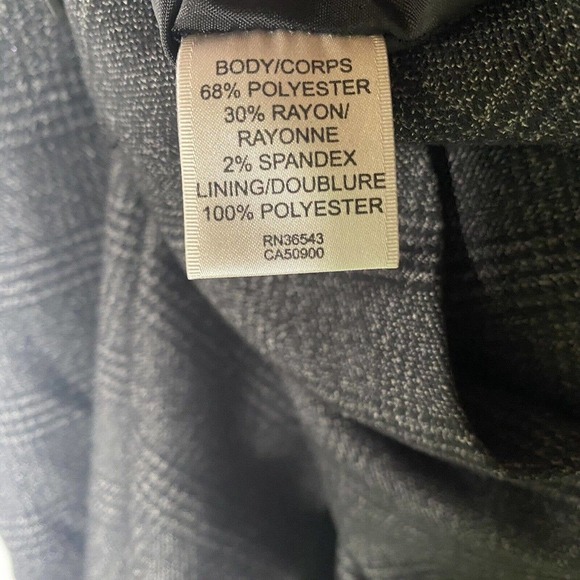 BODY/CORPS
68% POLYESTER
30% RAYON/
RAYONNE
2% SPANDEX
LINING/DOUBLURE
100% POLYESTER
RN36543
CA50900